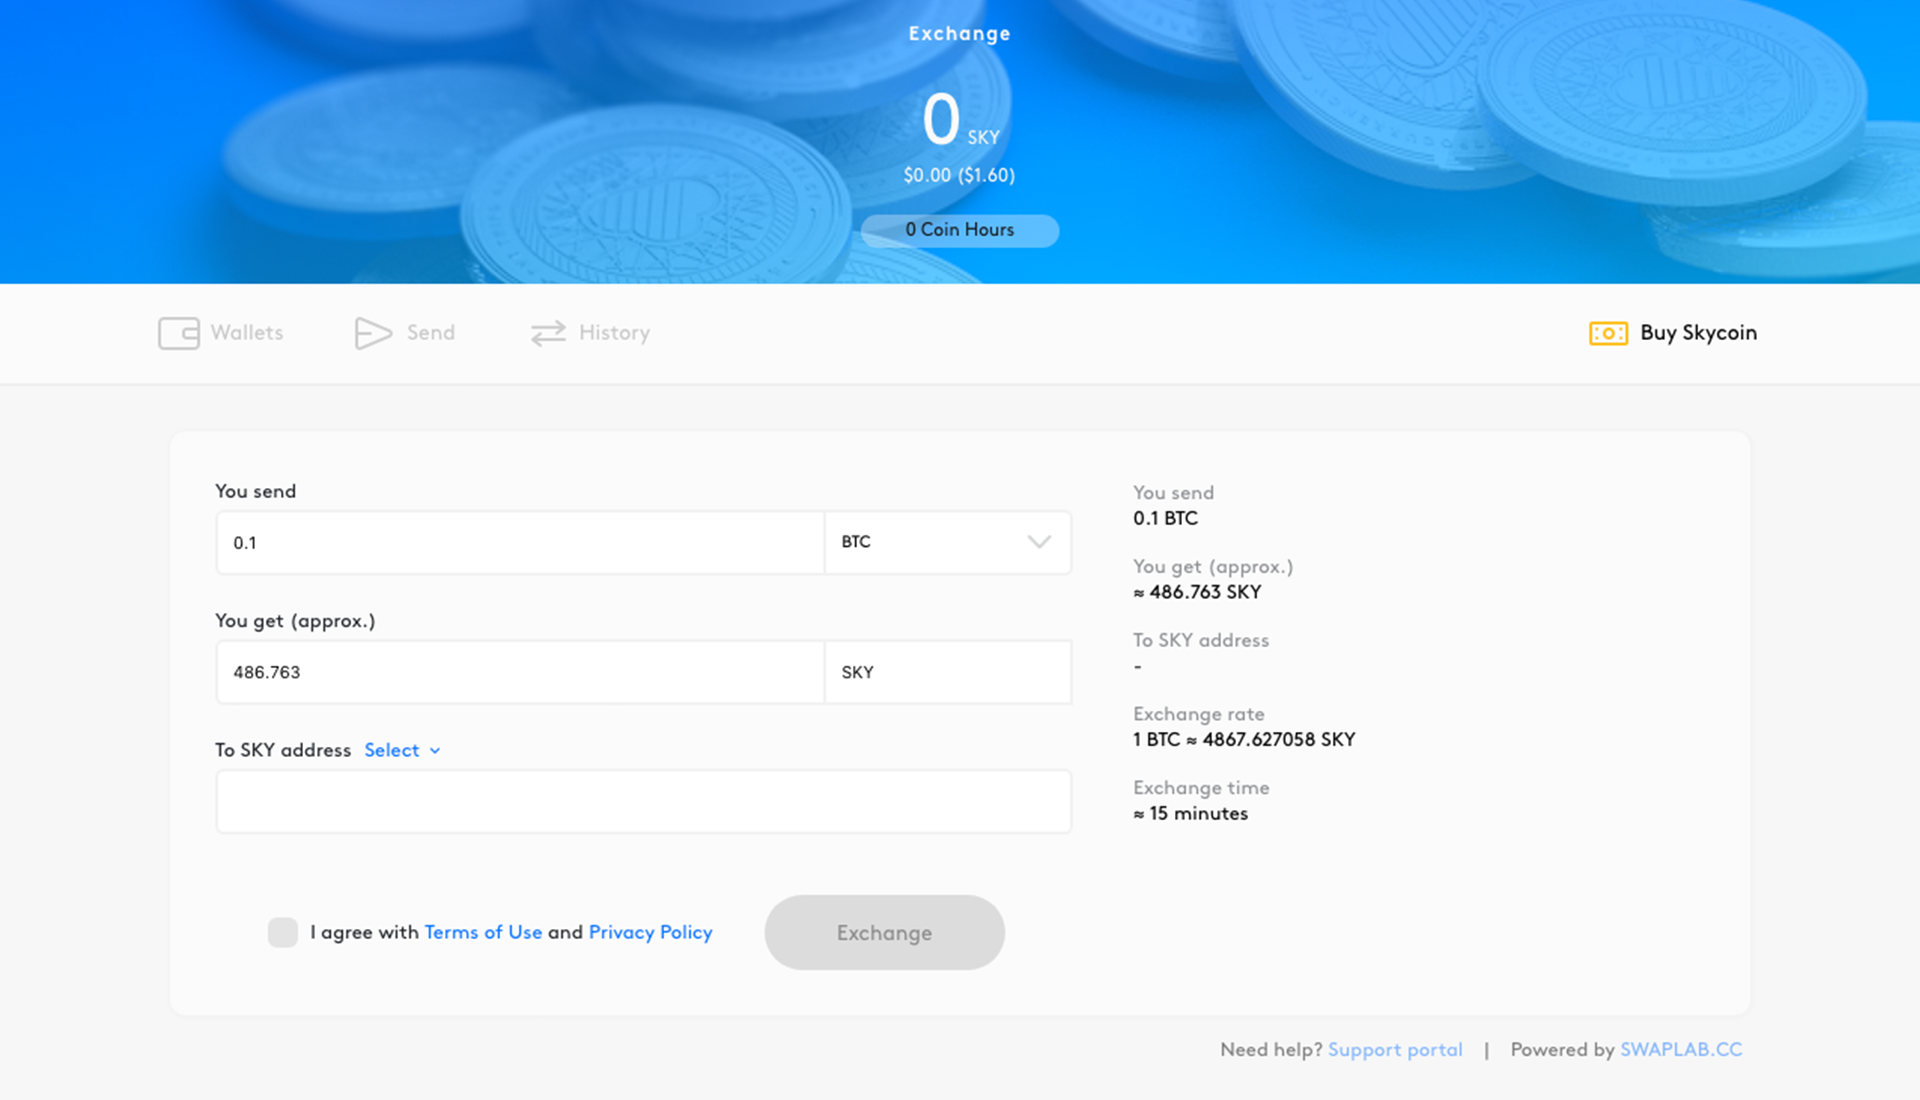 Exchange
0 SKY
$0.00 ($1.60)
0 Coin Hours
Wallets Send History Buy Skycoin
You send
0.1 BTC
You get (approx.)
486.763 SKY
To SKY address Select
I agree with Terms of Use and Privacy Policy Exchange
You send
0.1 BTC
You get (approx.)
≈ 486.763 SKY
To SKY address
-
Exchange rate
1 BTC ≈ 4867.627058 SKY
Exchange time
≈ 15 minutes
Need help? Support portal | Powered by SWAPLAB.CC